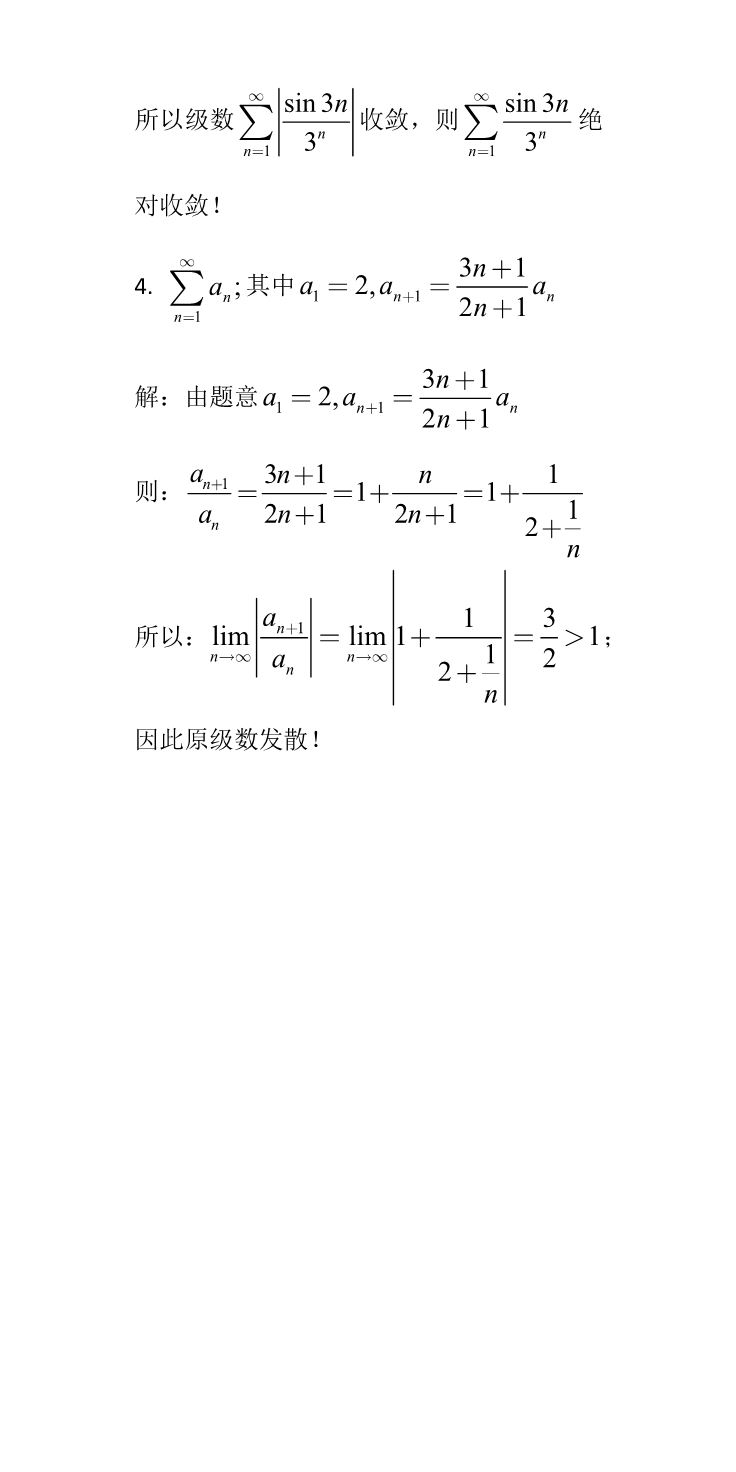 所以级数 $\sum_{n=1}^{\infty}\left|\frac{\sin 3n}{3^n}\right|$ 收敛，则 $\sum_{n=1}^{\infty}\frac{\sin 3n}{3^n}$ 绝
对收敛！
4. $\sum_{n=1}^{\infty}a_n;$ 其中 $a_1=2,a_{n+1}=\frac{3n+1}{2n+1}a_n$
解：由题意 $a_1=2,a_{n+1}=\frac{3n+1}{2n+1}a_n$
则：$\frac{a_{n+1}}{a_n}=\frac{3n+1}{2n+1}=1+\frac{n}{2n+1}=1+\frac{1}{2+\frac{1}{n}}$
所以：$\lim_{n\to\infty}\left|\frac{a_{n+1}}{a_n}\right|=\lim_{n\to\infty}\left|1+\frac{1}{2+\frac{1}{n}}\right|=\frac{3}{2}>1$；
因此原级数发散！